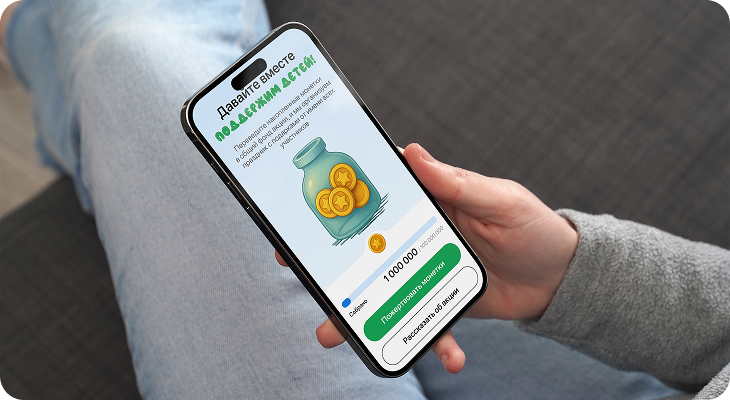 Давайте вместе
ПОДДЕРЖИМ ДЕТЕЙ!
Переведите накопленные монетки
в общий фонд акции, и мы организуем
праздник с подарками от имени всех
участников
Собрано
1 000 000 / 100 000 000
Пожертвовать монетки
Рассказать об акции